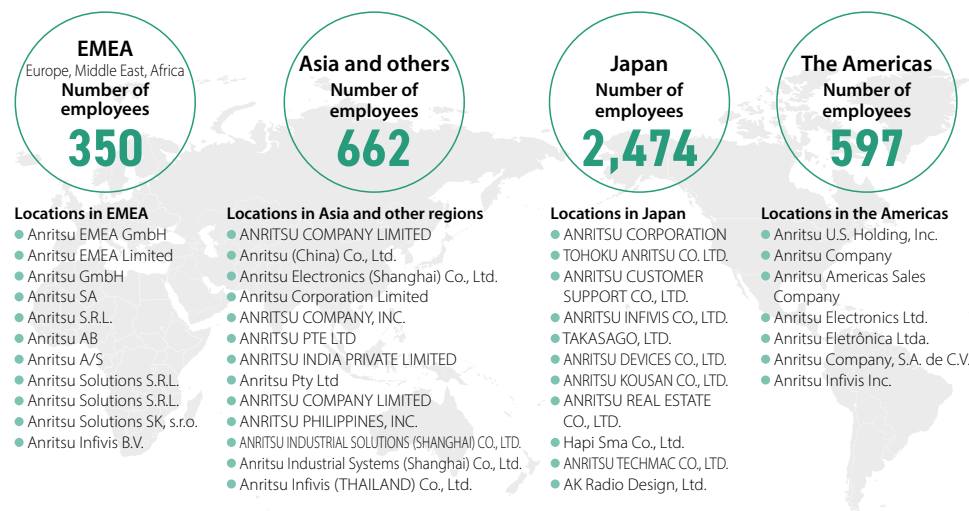 EMEA
Europe, Middle East, Africa
Number of
employees
350
Asia and others
Number of
employees
662
Japan
Number of
employees
2,474
The Americas
Number of
employees
597
Locations in EMEA
Anritsu EMEA GmbH
Anritsu EMEA Limited
Anritsu GmbH
Anritsu SA
Anritsu S.R.L.
Anritsu AB
Anritsu A/S
Anritsu Solutions S.R.L.
Anritsu Solutions S.R.L.
Anritsu Solutions SK, s.r.o.
Anritsu Infivis B.V.
Locations in Asia and other regions
ANRITSU COMPANY LIMITED
Anritsu (China) Co., Ltd.
Anritsu Electronics (Shanghai) Co., Ltd.
Anritsu Corporation Limited
ANRITSU COMPANY, INC.
ANRITSU PTE LTD
ANRITSU INDIA PRIVATE LIMITED
Anritsu Pty Ltd
ANRITSU COMPANY LIMITED
ANRITSU PHILIPPINES, INC.
ANRITSU INDUSTRIAL SOLUTIONS (SHANGHAI) CO., LTD.
Anritsu Industrial Systems (Shanghai) Co., Ltd.
Anritsu Infivis (THAILAND) Co., Ltd.
Locations in Japan
ANRITSU CORPORATION
TOHOKU ANRITSU CO. LTD.
ANRITSU CUSTOMER
SUPPORT CO., LTD.
ANRITSU INFIVIS CO., LTD.
TAKASAGO, LTD.
ANRITSU DEVICES CO., LTD.
ANRITSU KOUSAN CO., LTD.
ANRITSU REAL ESTATE
CO., LTD.
Hapi Sma Co., Ltd.
ANRITSU TECHMAC CO., LTD.
AK Radio Design, Ltd.
Locations in the Americas
Anritsu U.S. Holding, Inc.
Anritsu Company
Anritsu Americas Sales
Company
Anritsu Electronics Ltd.
Anritsu Eletrônica Ltda.
Anritsu Company, S.A. de C.V.
Anritsu Infivis Inc.